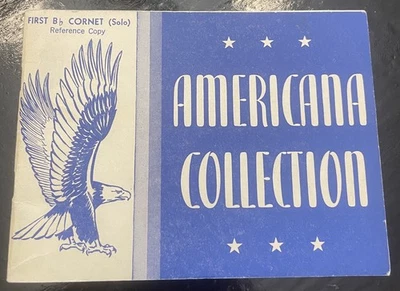 FIRST B♭ CORNET (Solo)
Reference Copy
AMERICANA
COLLECTION